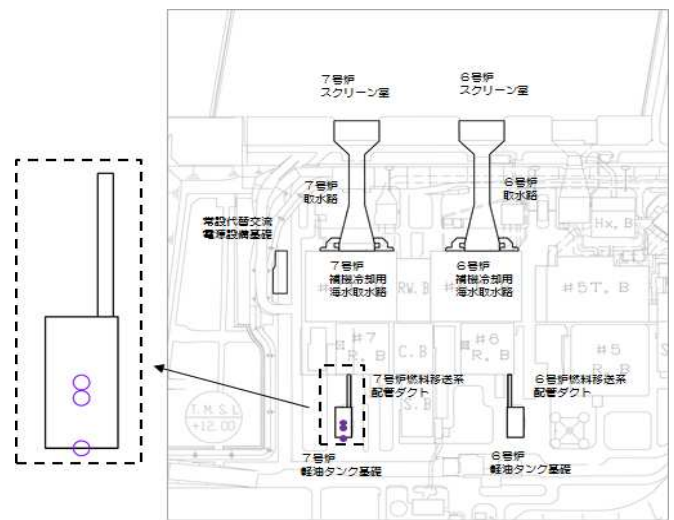 7号炉
スクリーン室
6号炉
スクリーン室
7号炉
取水路
6号炉
取水路
常設代替交流
電源設備基礎
Hx. B
7号炉
補機冷却用
海水取水路
RW. B
6号炉
補機冷却用
海水取水路
#5T. B
#7
R. B
C. B
#6
R. B
#5
R. B
7号炉燃料移送系
配管ダクト
6号炉燃料移送系
配管ダクト
S. B
T. M. S. L
+12.00
7号炉
軽油タンク基礎
6号炉
軽油タンク基礎